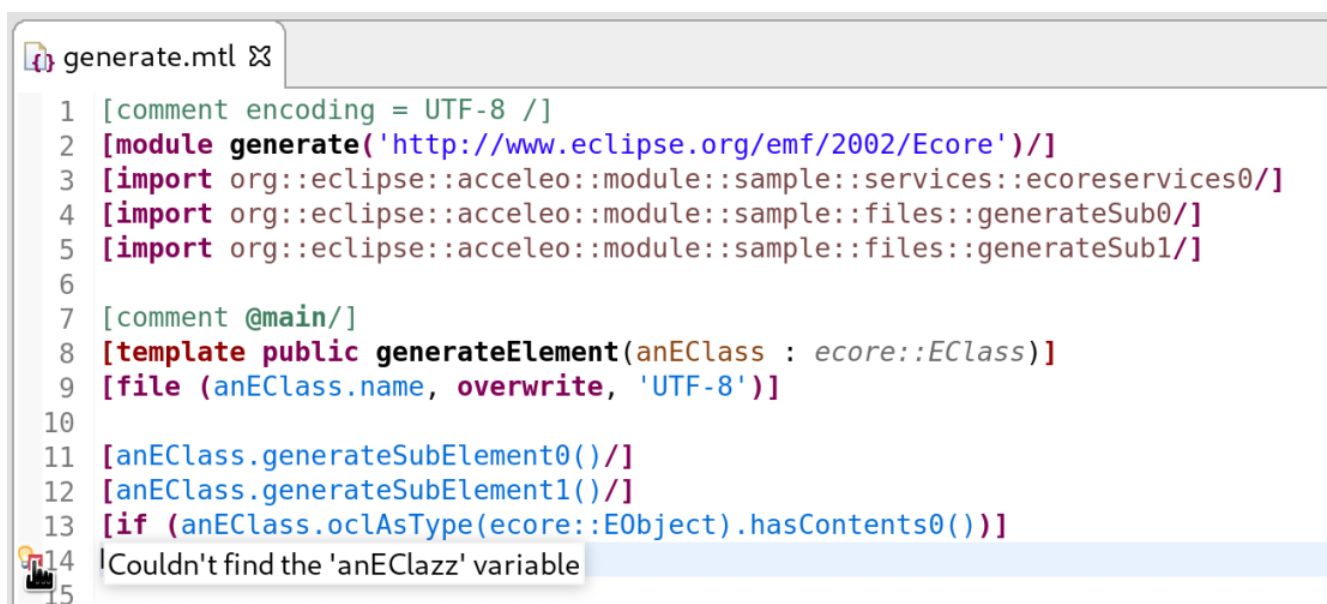 generate.mtl
1 [comment encoding = UTF-8 /]
2 [module generate('http://www.eclipse.org/emf/2002/Ecore')/]
3 [import org::eclipse::acceleo::module::sample::services::ecoreservices0/]
4 [import org::eclipse::acceleo::module::sample::files::generateSub0/]
5 [import org::eclipse::acceleo::module::sample::files::generateSub1/]
6
7 [comment @main/]
8 [template public generateElement(anEClass : ecore::EClass)]
9 [file (anEClass.name, overwrite, 'UTF-8')]
10
11 [anEClass.generateSubElement0()/]
12 [anEClass.generateSubElement1()/]
13 [if (anEClass.oclAsType(ecore::EObject).hasContents0())]
14 Couldn't find the 'anEClazz' variable
15